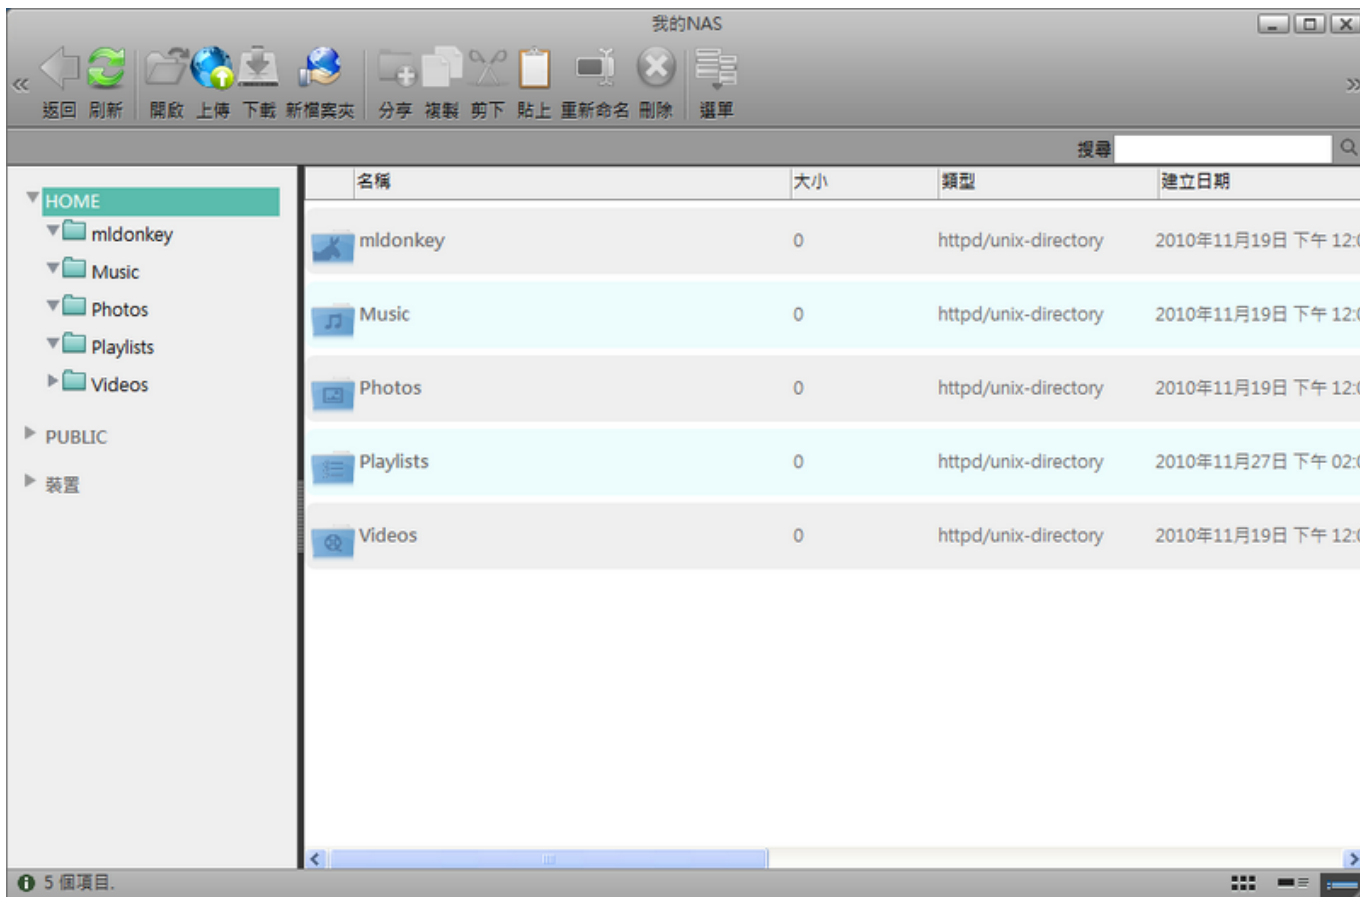 我的NAS
返回 刷新 開啟 上傳 下載 新檔案夾 分享 複製 剪下 貼上 重新命名 刪除 選單
搜尋
HOME
mldonkey
Music
Photos
Playlists
Videos
PUBLIC
裝置
名稱 大小 類型 建立日期
mldonkey 0 httpd/unix-directory 2010年11月19日 下午 12:0
Music 0 httpd/unix-directory 2010年11月19日 下午 12:0
Photos 0 httpd/unix-directory 2010年11月19日 下午 12:0
Playlists 0 httpd/unix-directory 2010年11月27日 下午 02:0
Videos 0 httpd/unix-directory 2010年11月19日 下午 12:0
5 個項目.